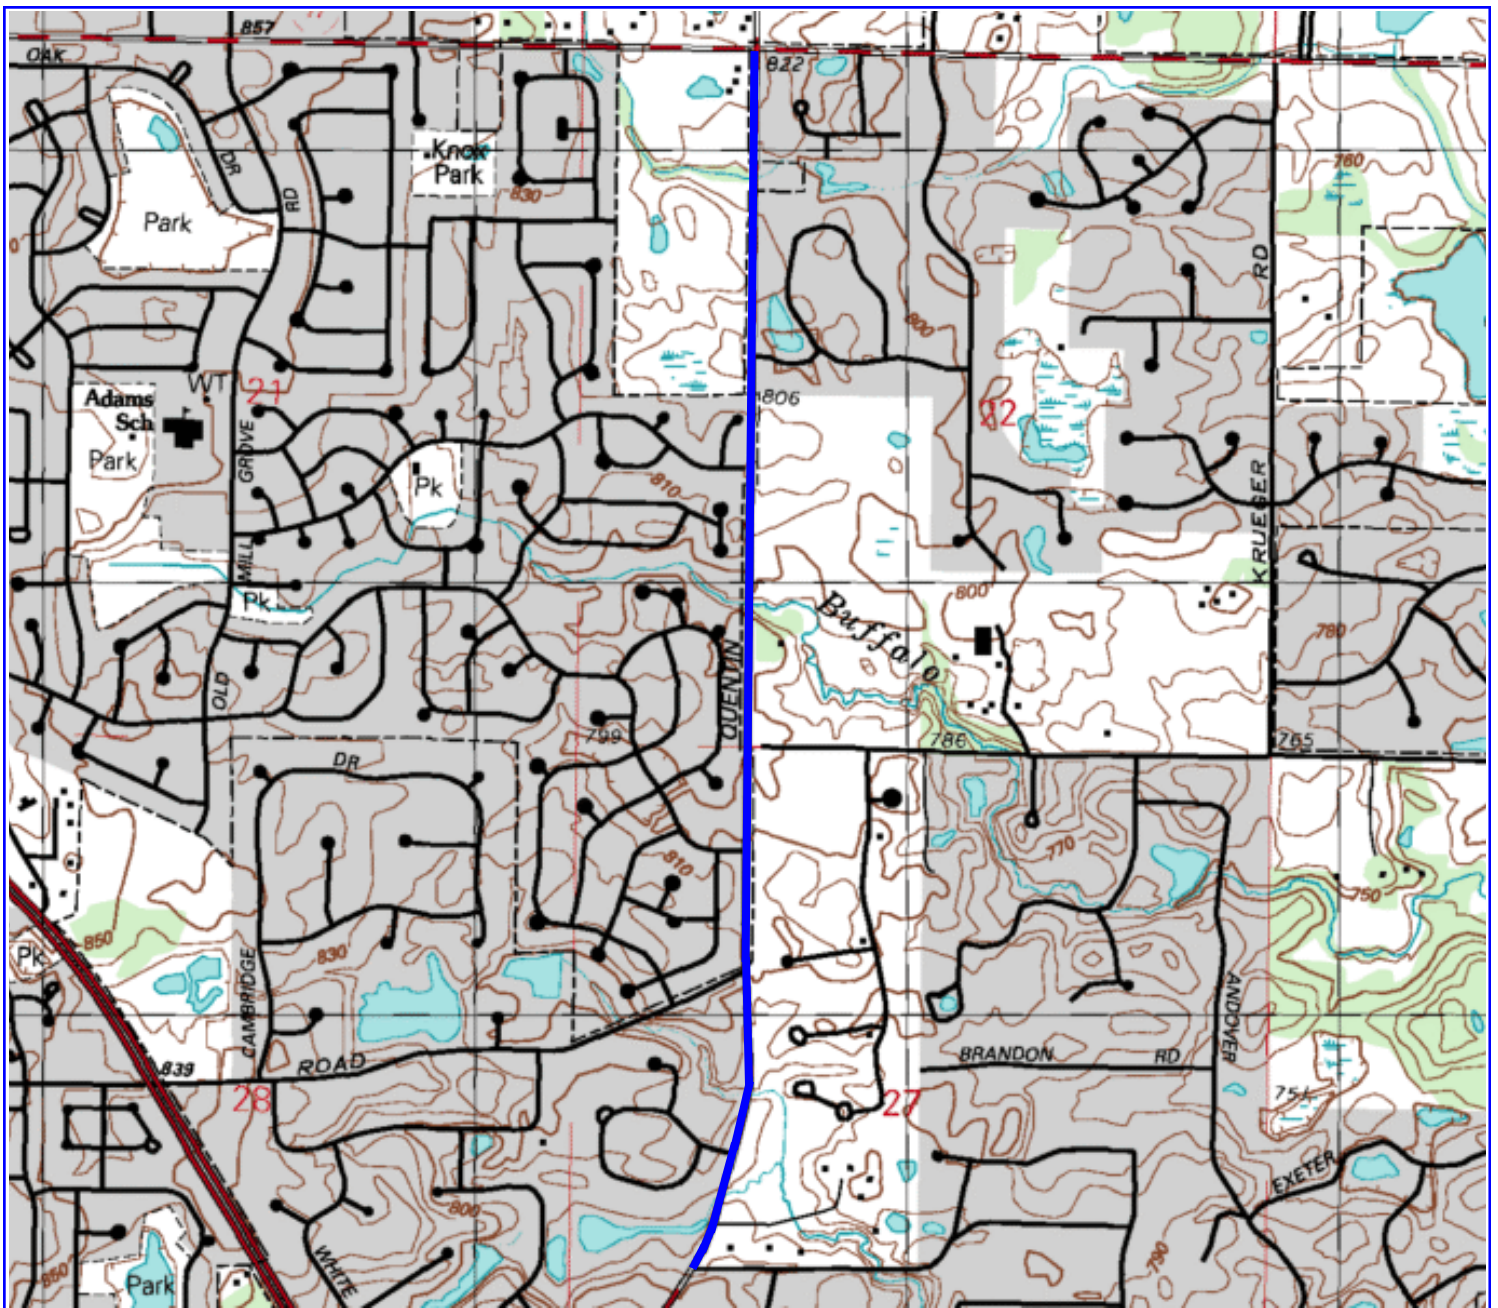 857
OAK
822
DR
RD
Knox
Park
830
760
Park
RD
800
WT
21
Adams
Sch
806
22
Park
GROVE
Pk
810
KRUEGER
MILL
Pk
800
Buffalo
780
OLD
QUENTIN
799
786
765
DR
770
810
750
850
Pk
830
CAMBRIDGE
ANDOVER
ROAD
BRANDON
RD
839
28
27
EXETER
800
WHITE
790
850
Park